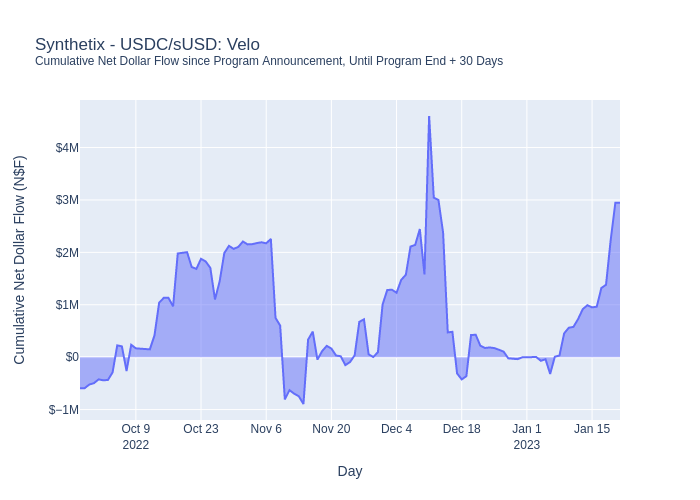 Synthetix - USDC/sUSD: Velo
Cumulative Net Dollar Flow since Program Announcement, Until Program End + 30 Days
Cumulative Net Dollar Flow (N$F)
$4M
$3M
$2M
$1M
$0
$−1M
Oct 9
2022
Oct 23
Nov 6
Nov 20
Dec 4
Dec 18
Jan 1
2023
Jan 15
Day